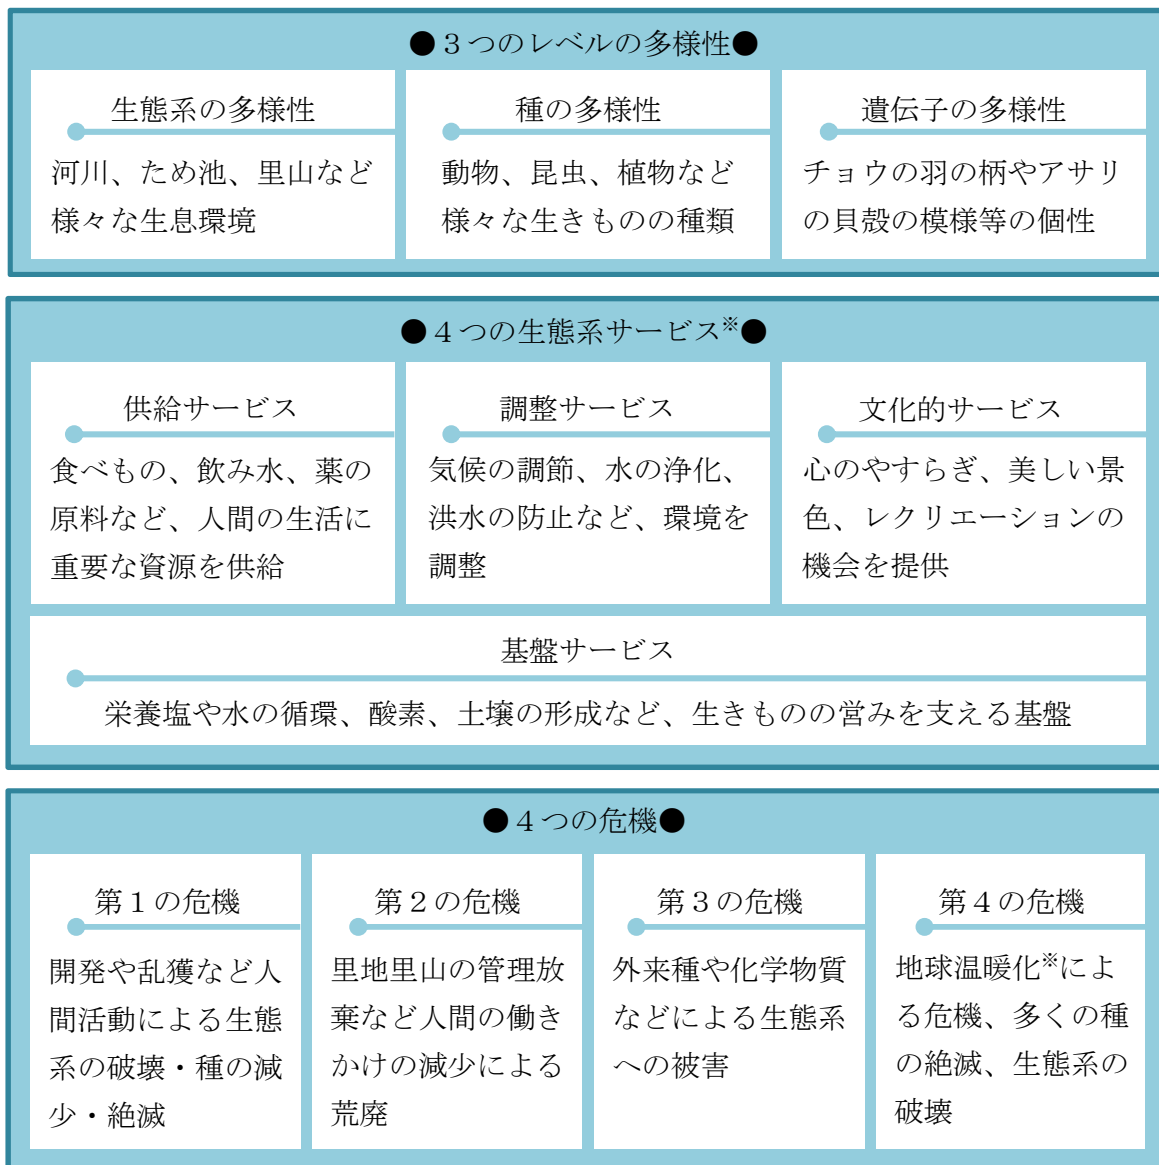 ●３つのレベルの多様性●
生態系の多様性
河川、ため池、里山など
様々な生息環境
種の多様性
動物、昆虫、植物など
様々な生きものの種類
遺伝子の多様性
チョウの羽の柄やアサリ
の貝殻の模様等の個性
●４つの生態系サービス※●
供給サービス
食べもの、飲み水、薬の
原料など、人間の生活に
重要な資源を供給
調整サービス
気候の調節、水の浄化、
洪水の防止など、環境を
調整
文化的サービス
心のやすらぎ、美しい景
色、レクリエーションの
機会を提供
基盤サービス
栄養塩や水の循環、酸素、土壌の形成など、生きものの営みを支える基盤
●４つの危機●
第１の危機
開発や乱獲など人
間活動による生態
系の破壊・種の減
少・絶滅
第２の危機
里地里山の管理放
棄など人間の働き
かけの減少による
荒廃
第３の危機
外来種や化学物質
などによる生態系
への被害
第４の危機
地球温暖化※によ
る危機、多くの種
の絶滅、生態系の
破壊